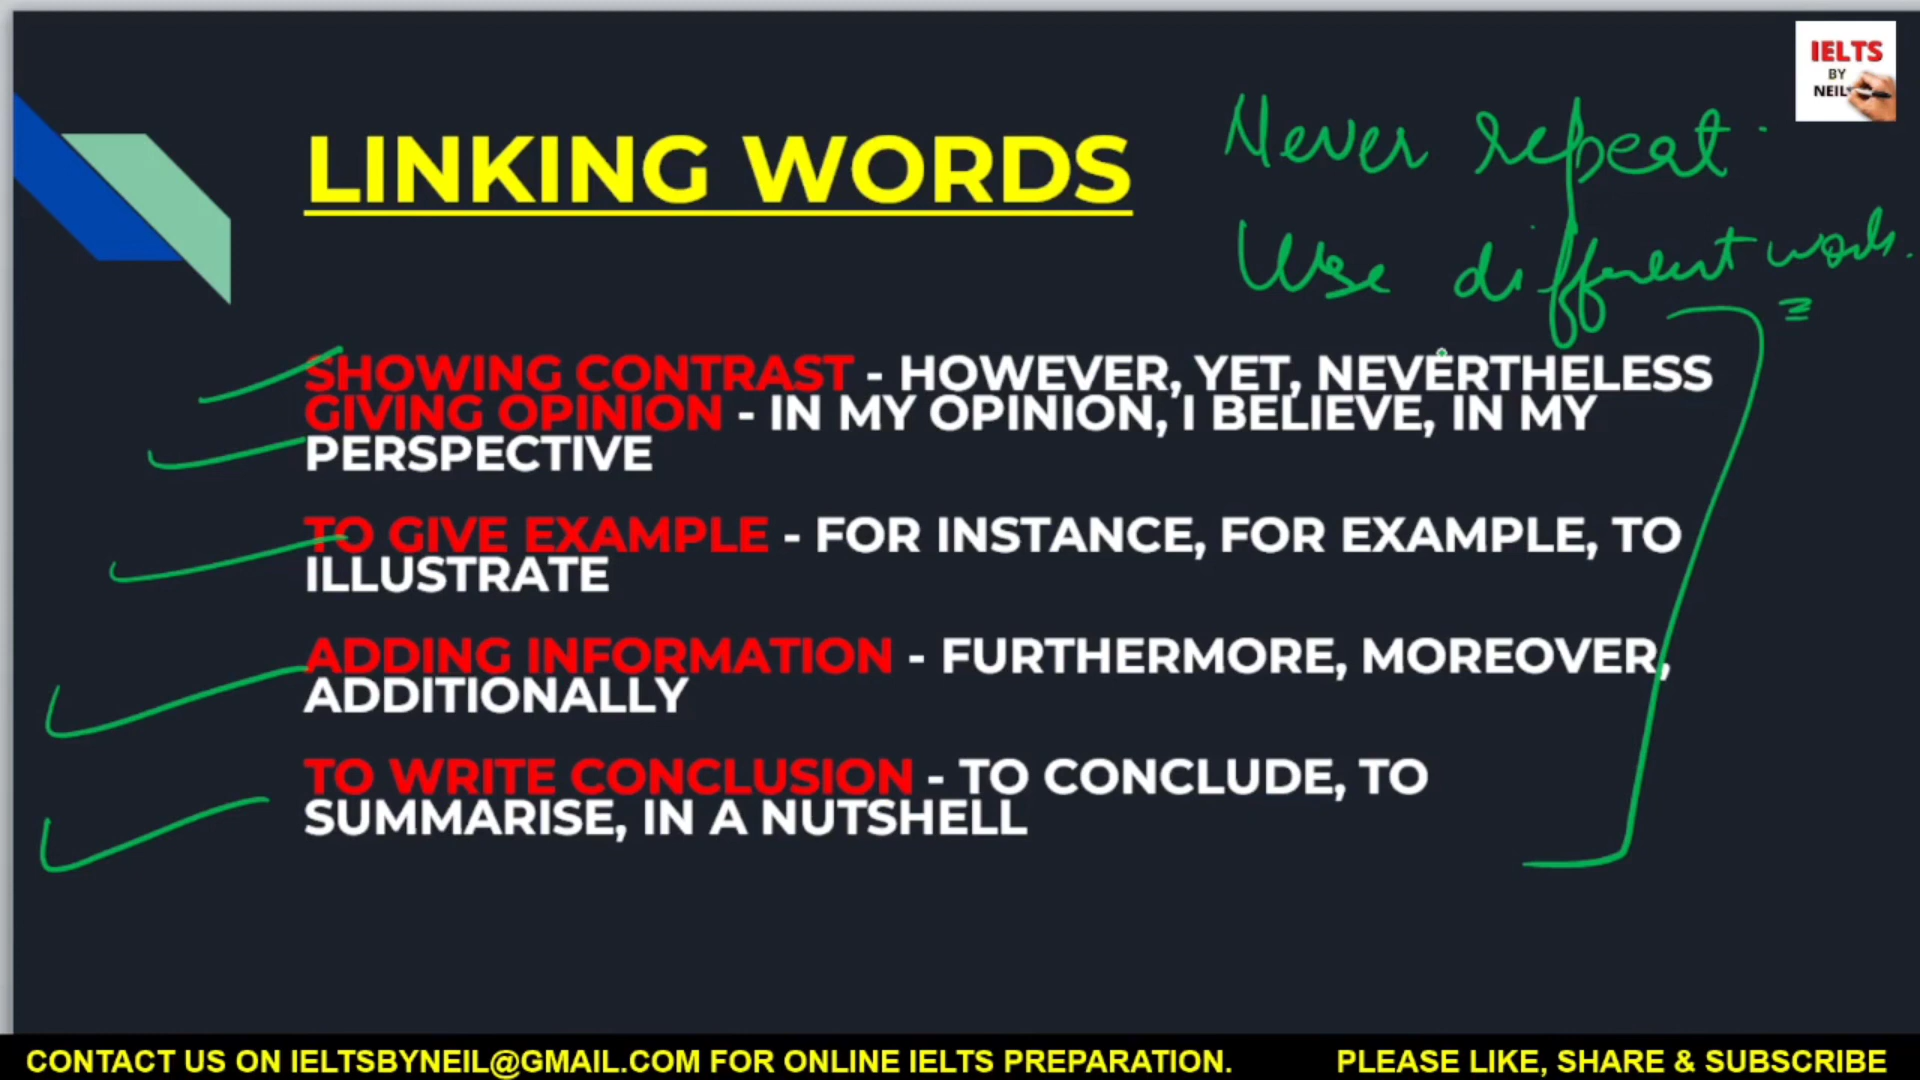 IELTS
BY
NEIL
Never repeat.
LINKING WORDS
Use different words.
SHOWING CONTRAST - HOWEVER, YET, NEVERTHELESS
GIVING OPINION - IN MY OPINION, I BELIEVE, IN MY
PERSPECTIVE
TO GIVE EXAMPLE - FOR INSTANCE, FOR EXAMPLE, TO
ILLUSTRATE
ADDING INFORMATION - FURTHERMORE, MOREOVER,
ADDITIONALLY
TO WRITE CONCLUSION - TO CONCLUDE, TO
SUMMARISE, IN A NUTSHELL
CONTACT US ON IELTSBYNEIL@GMAIL.COM FOR ONLINE IELTS PREPARATION. PLEASE LIKE, SHARE & SUBSCRIBE